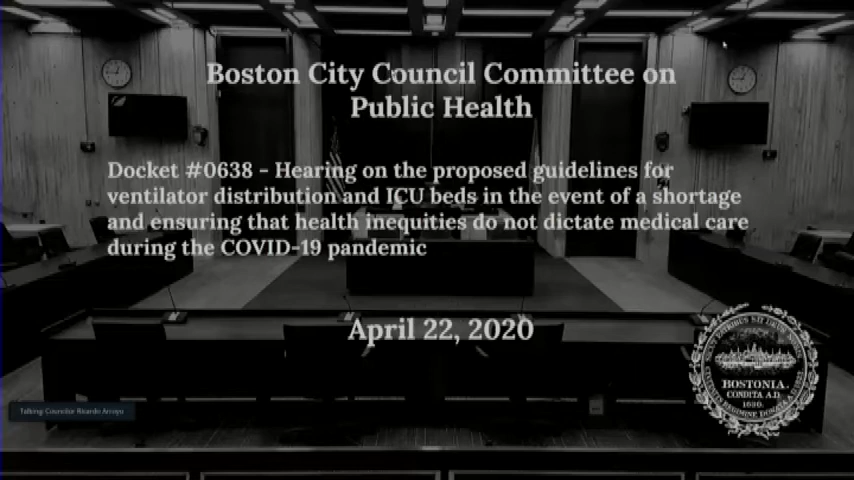 Boston City Council Committee on
Public Health
Docket #0638 - Hearing on the proposed guidelines for
ventilator distribution and ICU beds in the event of a shortage
and ensuring that health inequities do not dictate medical care
during the COVID-19 pandemic
April 22, 2020
BOSTONIA.
CONDITA A.D.
1630.
Talking: Councilor Ricardo Arroyo